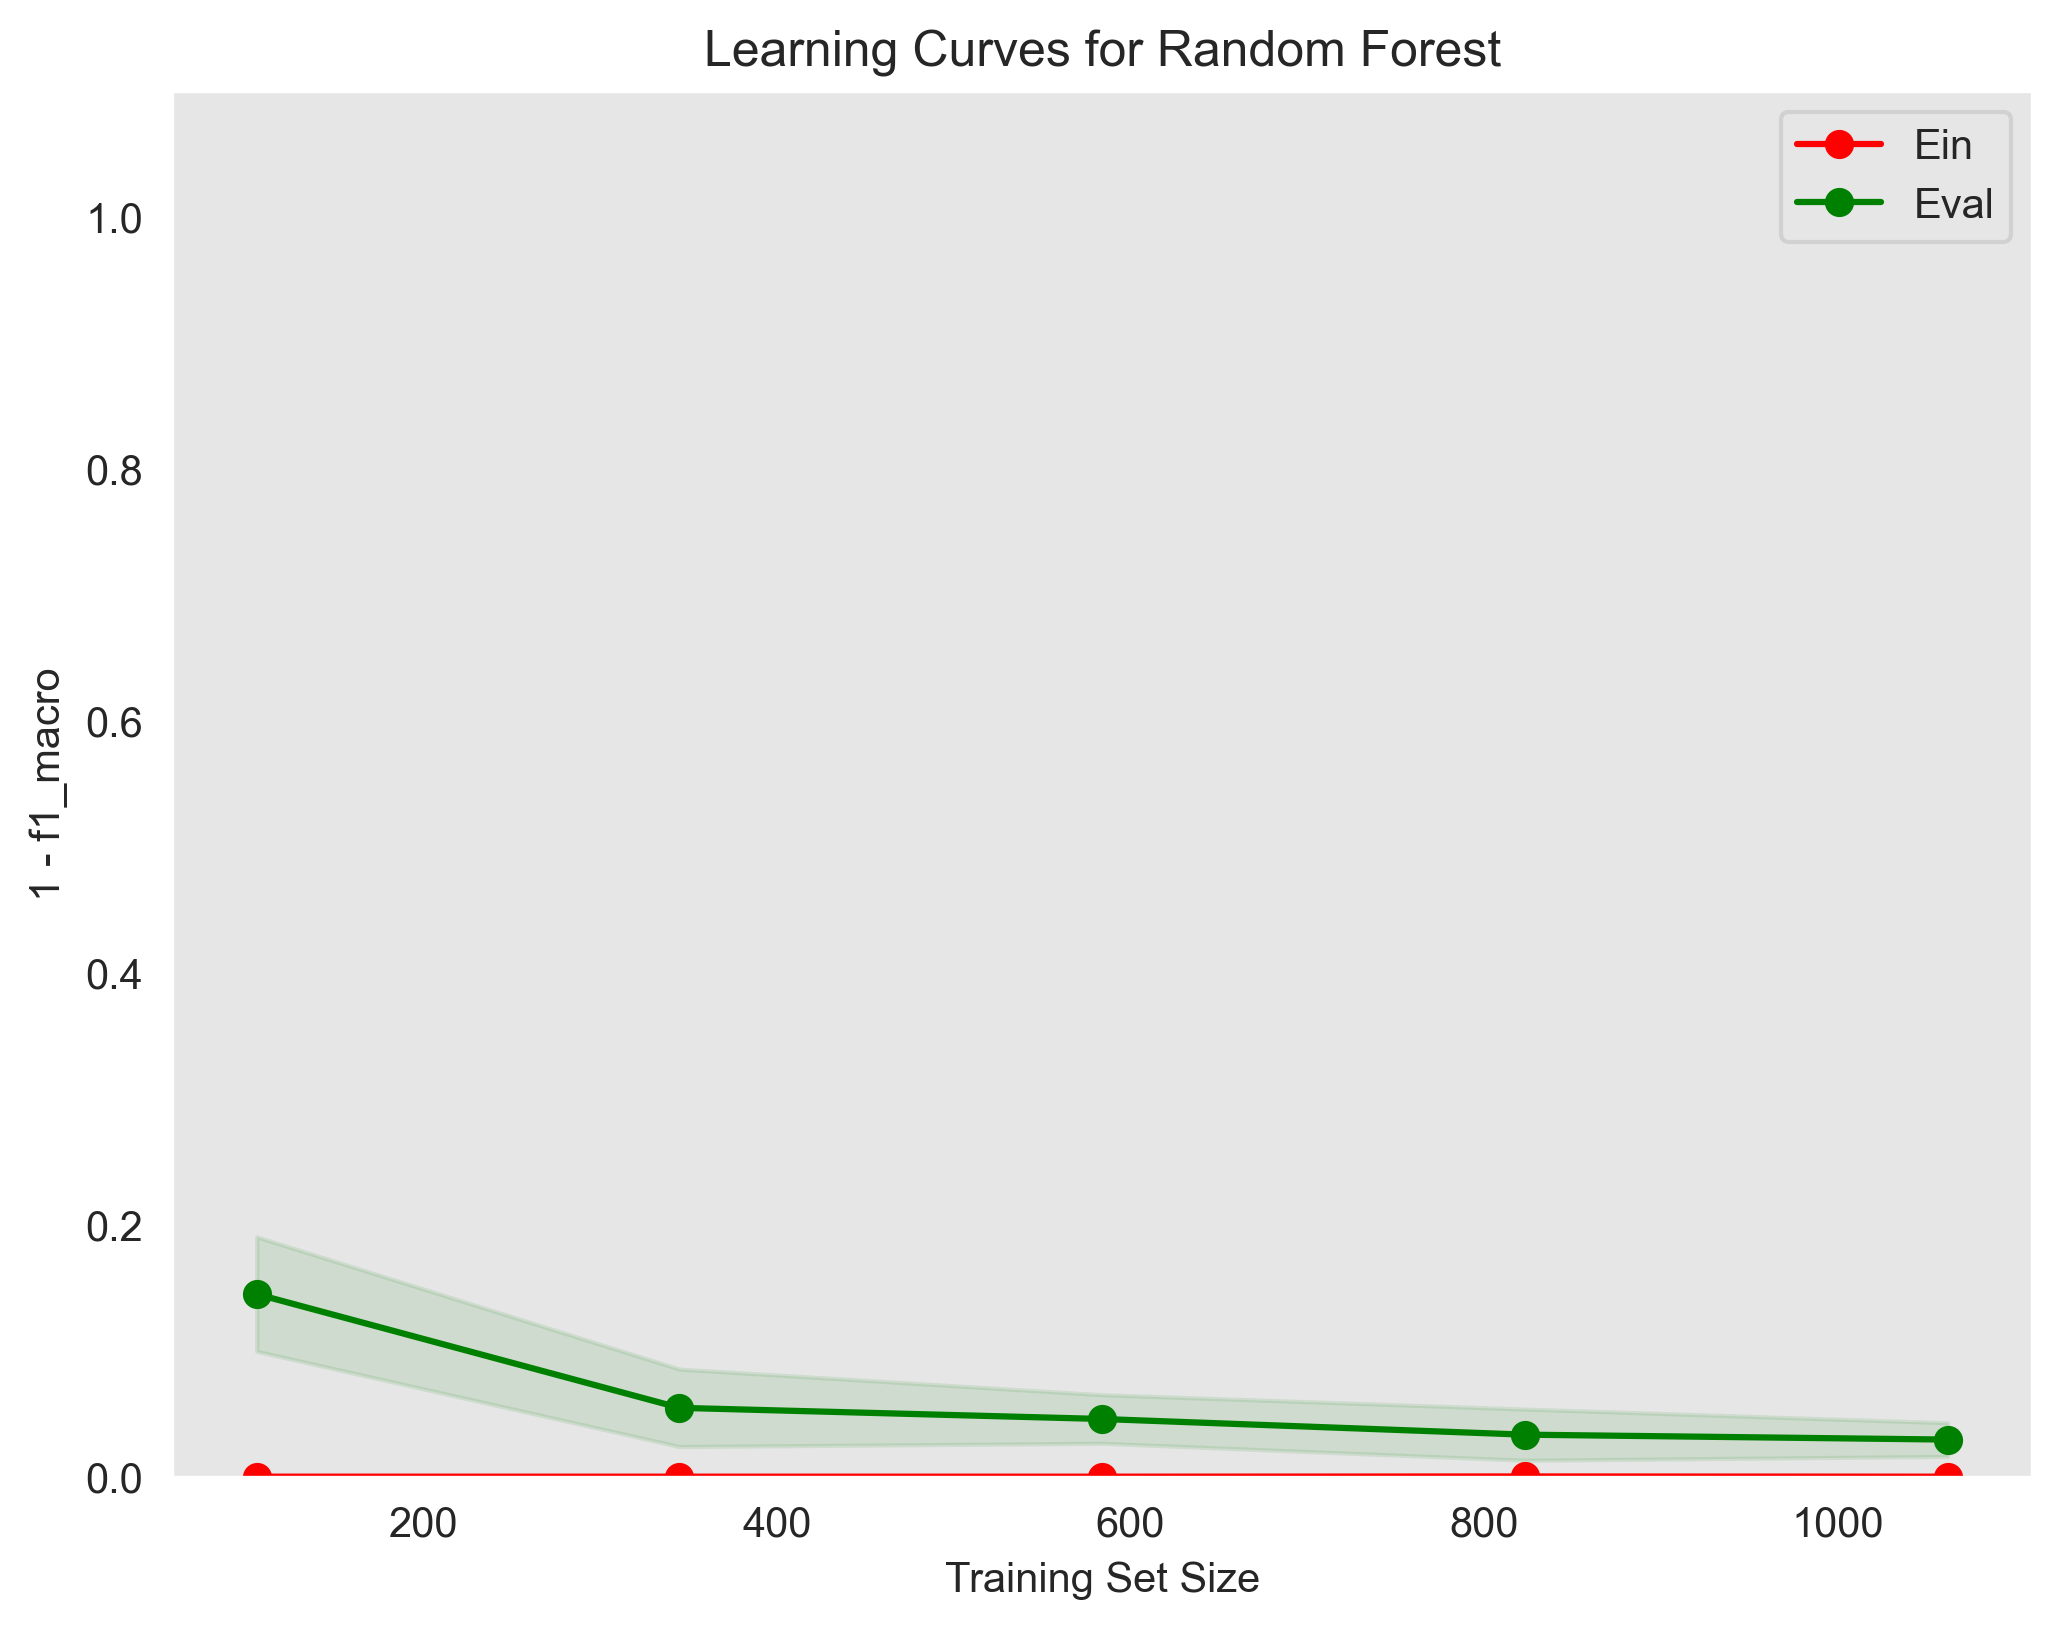 Learning Curves for Random Forest
Ein
Eval
1.0
0.8
0.6
0.4
0.2
0.0
1 - f1_macro
200 400 600 800 1000
Training Set Size